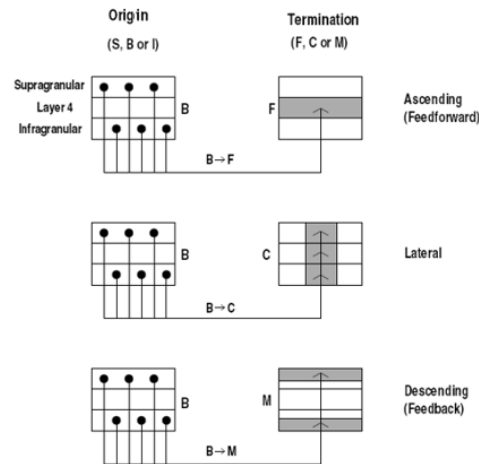 Origin
(S, B or I)
Termination
(F, C or M)
Supragranular
Layer 4
Infragranular
B
B→F
F
Ascending
(Feedforward)
B
B→C
C
Lateral
B
B→M
M
Descending
(Feedback)